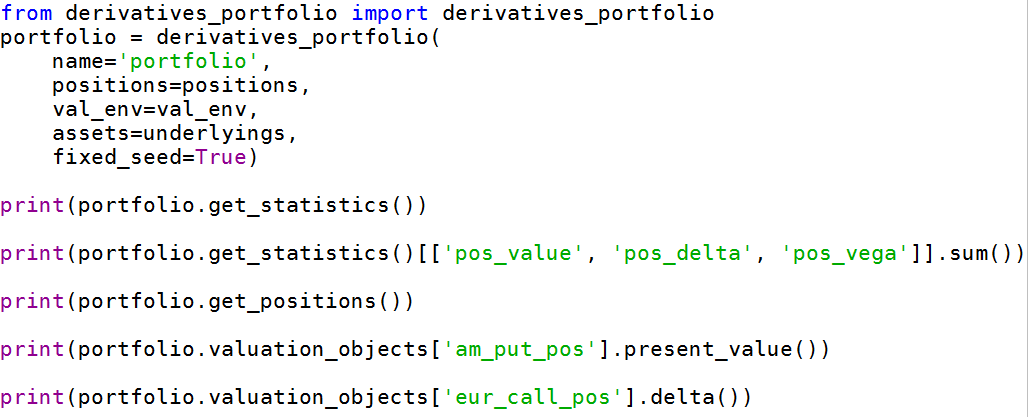 from derivatives_portfolio import derivatives_portfolio
portfolio = derivatives_portfolio(
    name='portfolio',
    positions=positions,
    val_env=val_env,
    assets=underlyings,
    fixed_seed=True)

print(portfolio.get_statistics())

print(portfolio.get_statistics()[['pos_value', 'pos_delta', 'pos_vega']].sum())

print(portfolio.get_positions())

print(portfolio.valuation_objects['am_put_pos'].present_value())

print(portfolio.valuation_objects['eur_call_pos'].delta())